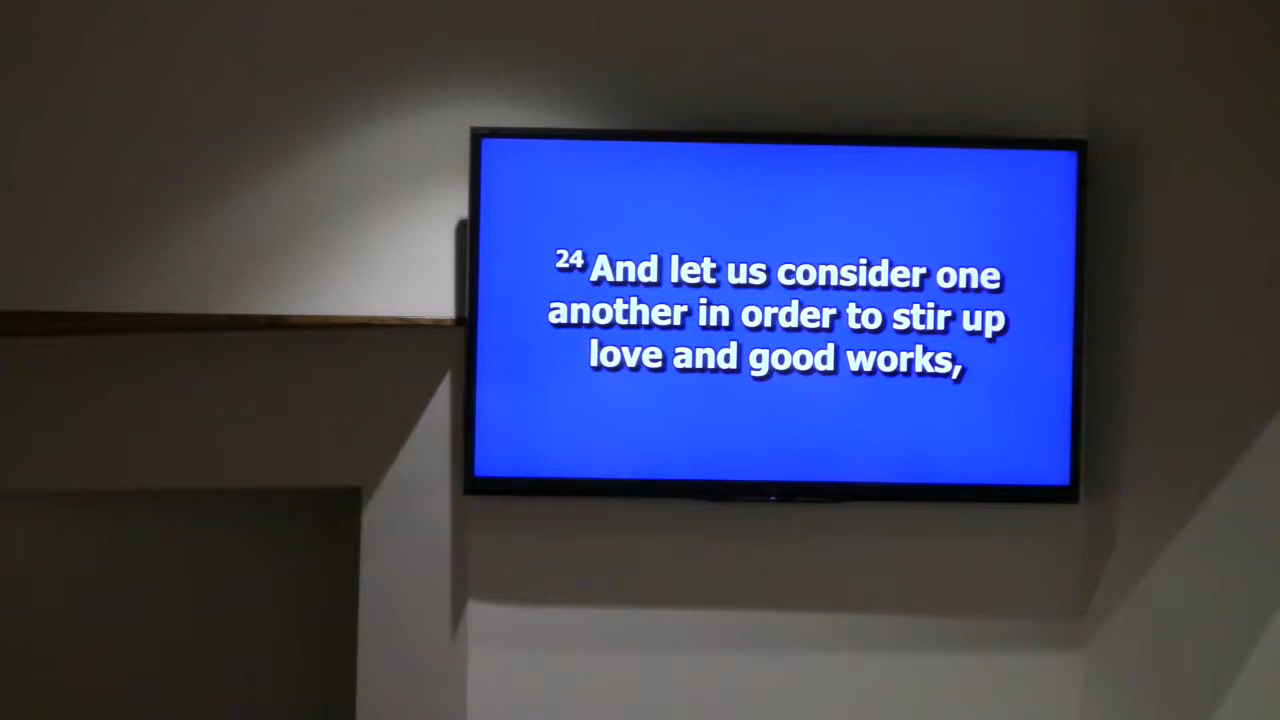 24 And let us consider one
another in order to stir up
love and good works,